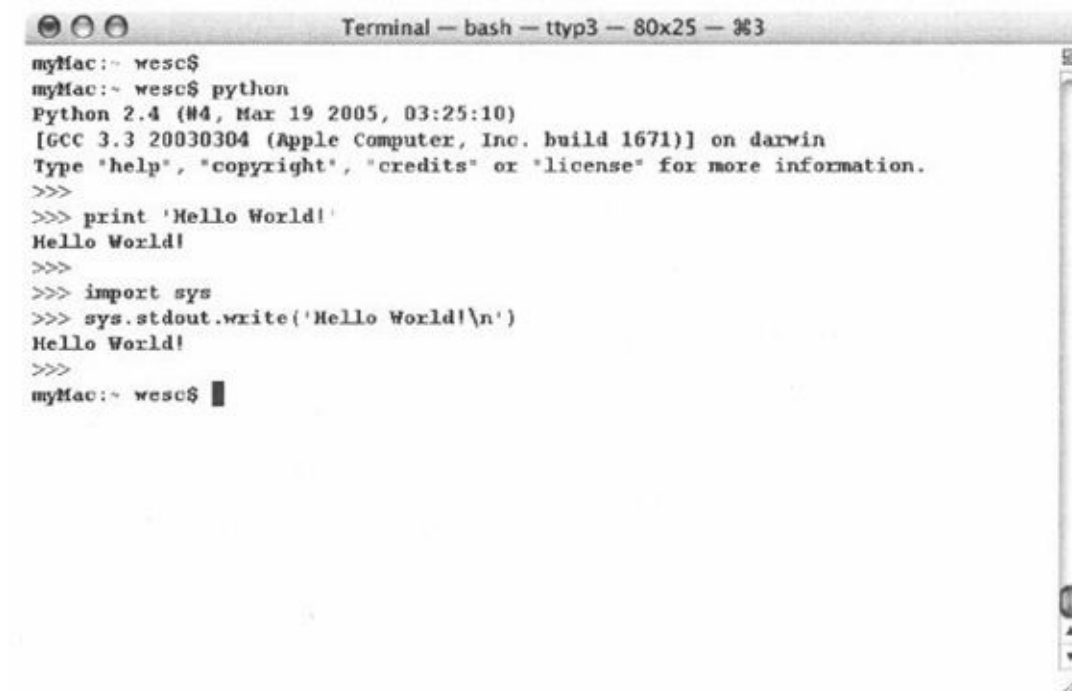 Terminal — bash — ttyp3 — 80x25 — ⌘3
myMac:~ wesc$
myMac:~ wesc$ python
Python 2.4 (#4, Mar 19 2005, 03:25:10)
[GCC 3.3 20030304 (Apple Computer, Inc. build 1671)] on darwin
Type "help", "copyright", "credits" or "license" for more information.
>>>
>>> print 'Hello World!'
Hello World!
>>>
>>> import sys
>>> sys.stdout.write('Hello World!\n')
Hello World!
>>>
myMac:~ wesc$